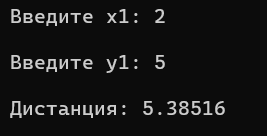 Введите x1: 2
Введите y1: 5
Дистанция: 5.38516